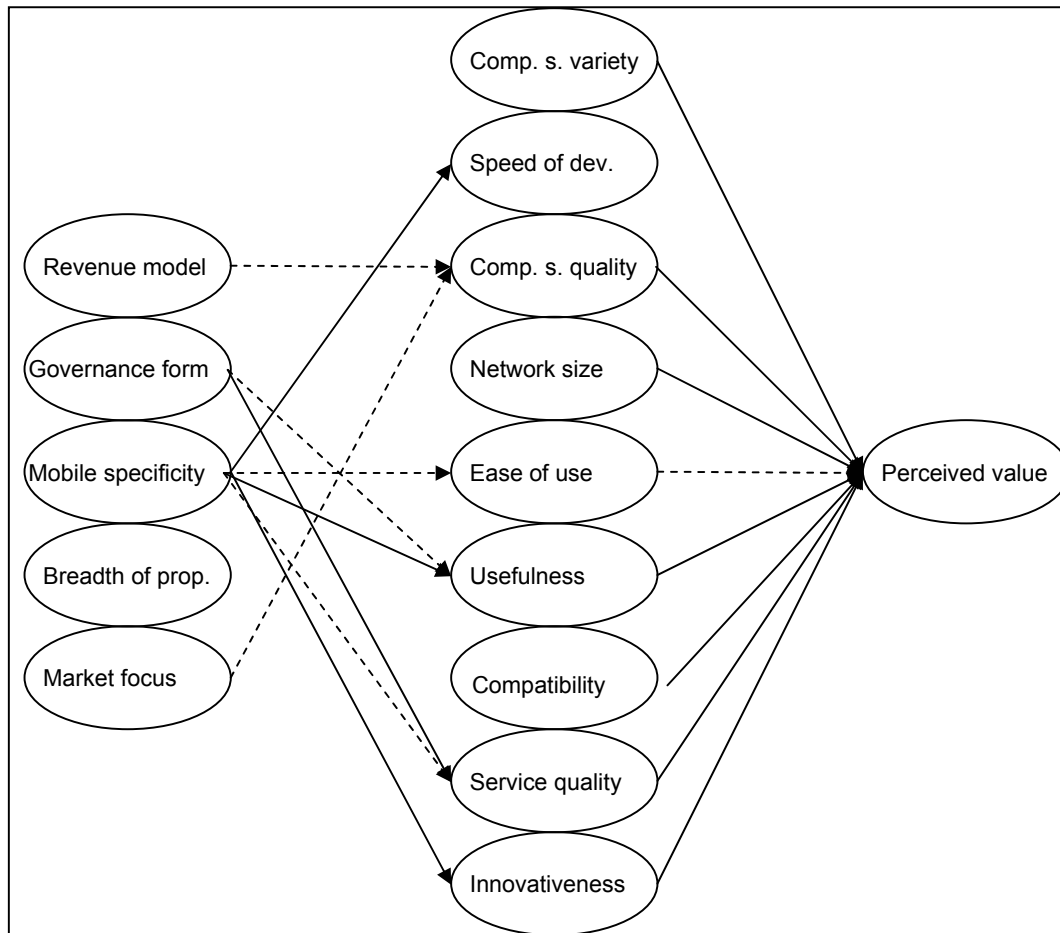 Comp. s. variety
Speed of dev.
Revenue model
Comp. s. quality
Governance form
Network size
Mobile specificity
Ease of use
Perceived value
Breadth of prop.
Usefulness
Market focus
Compatibility
Service quality
Innovativeness